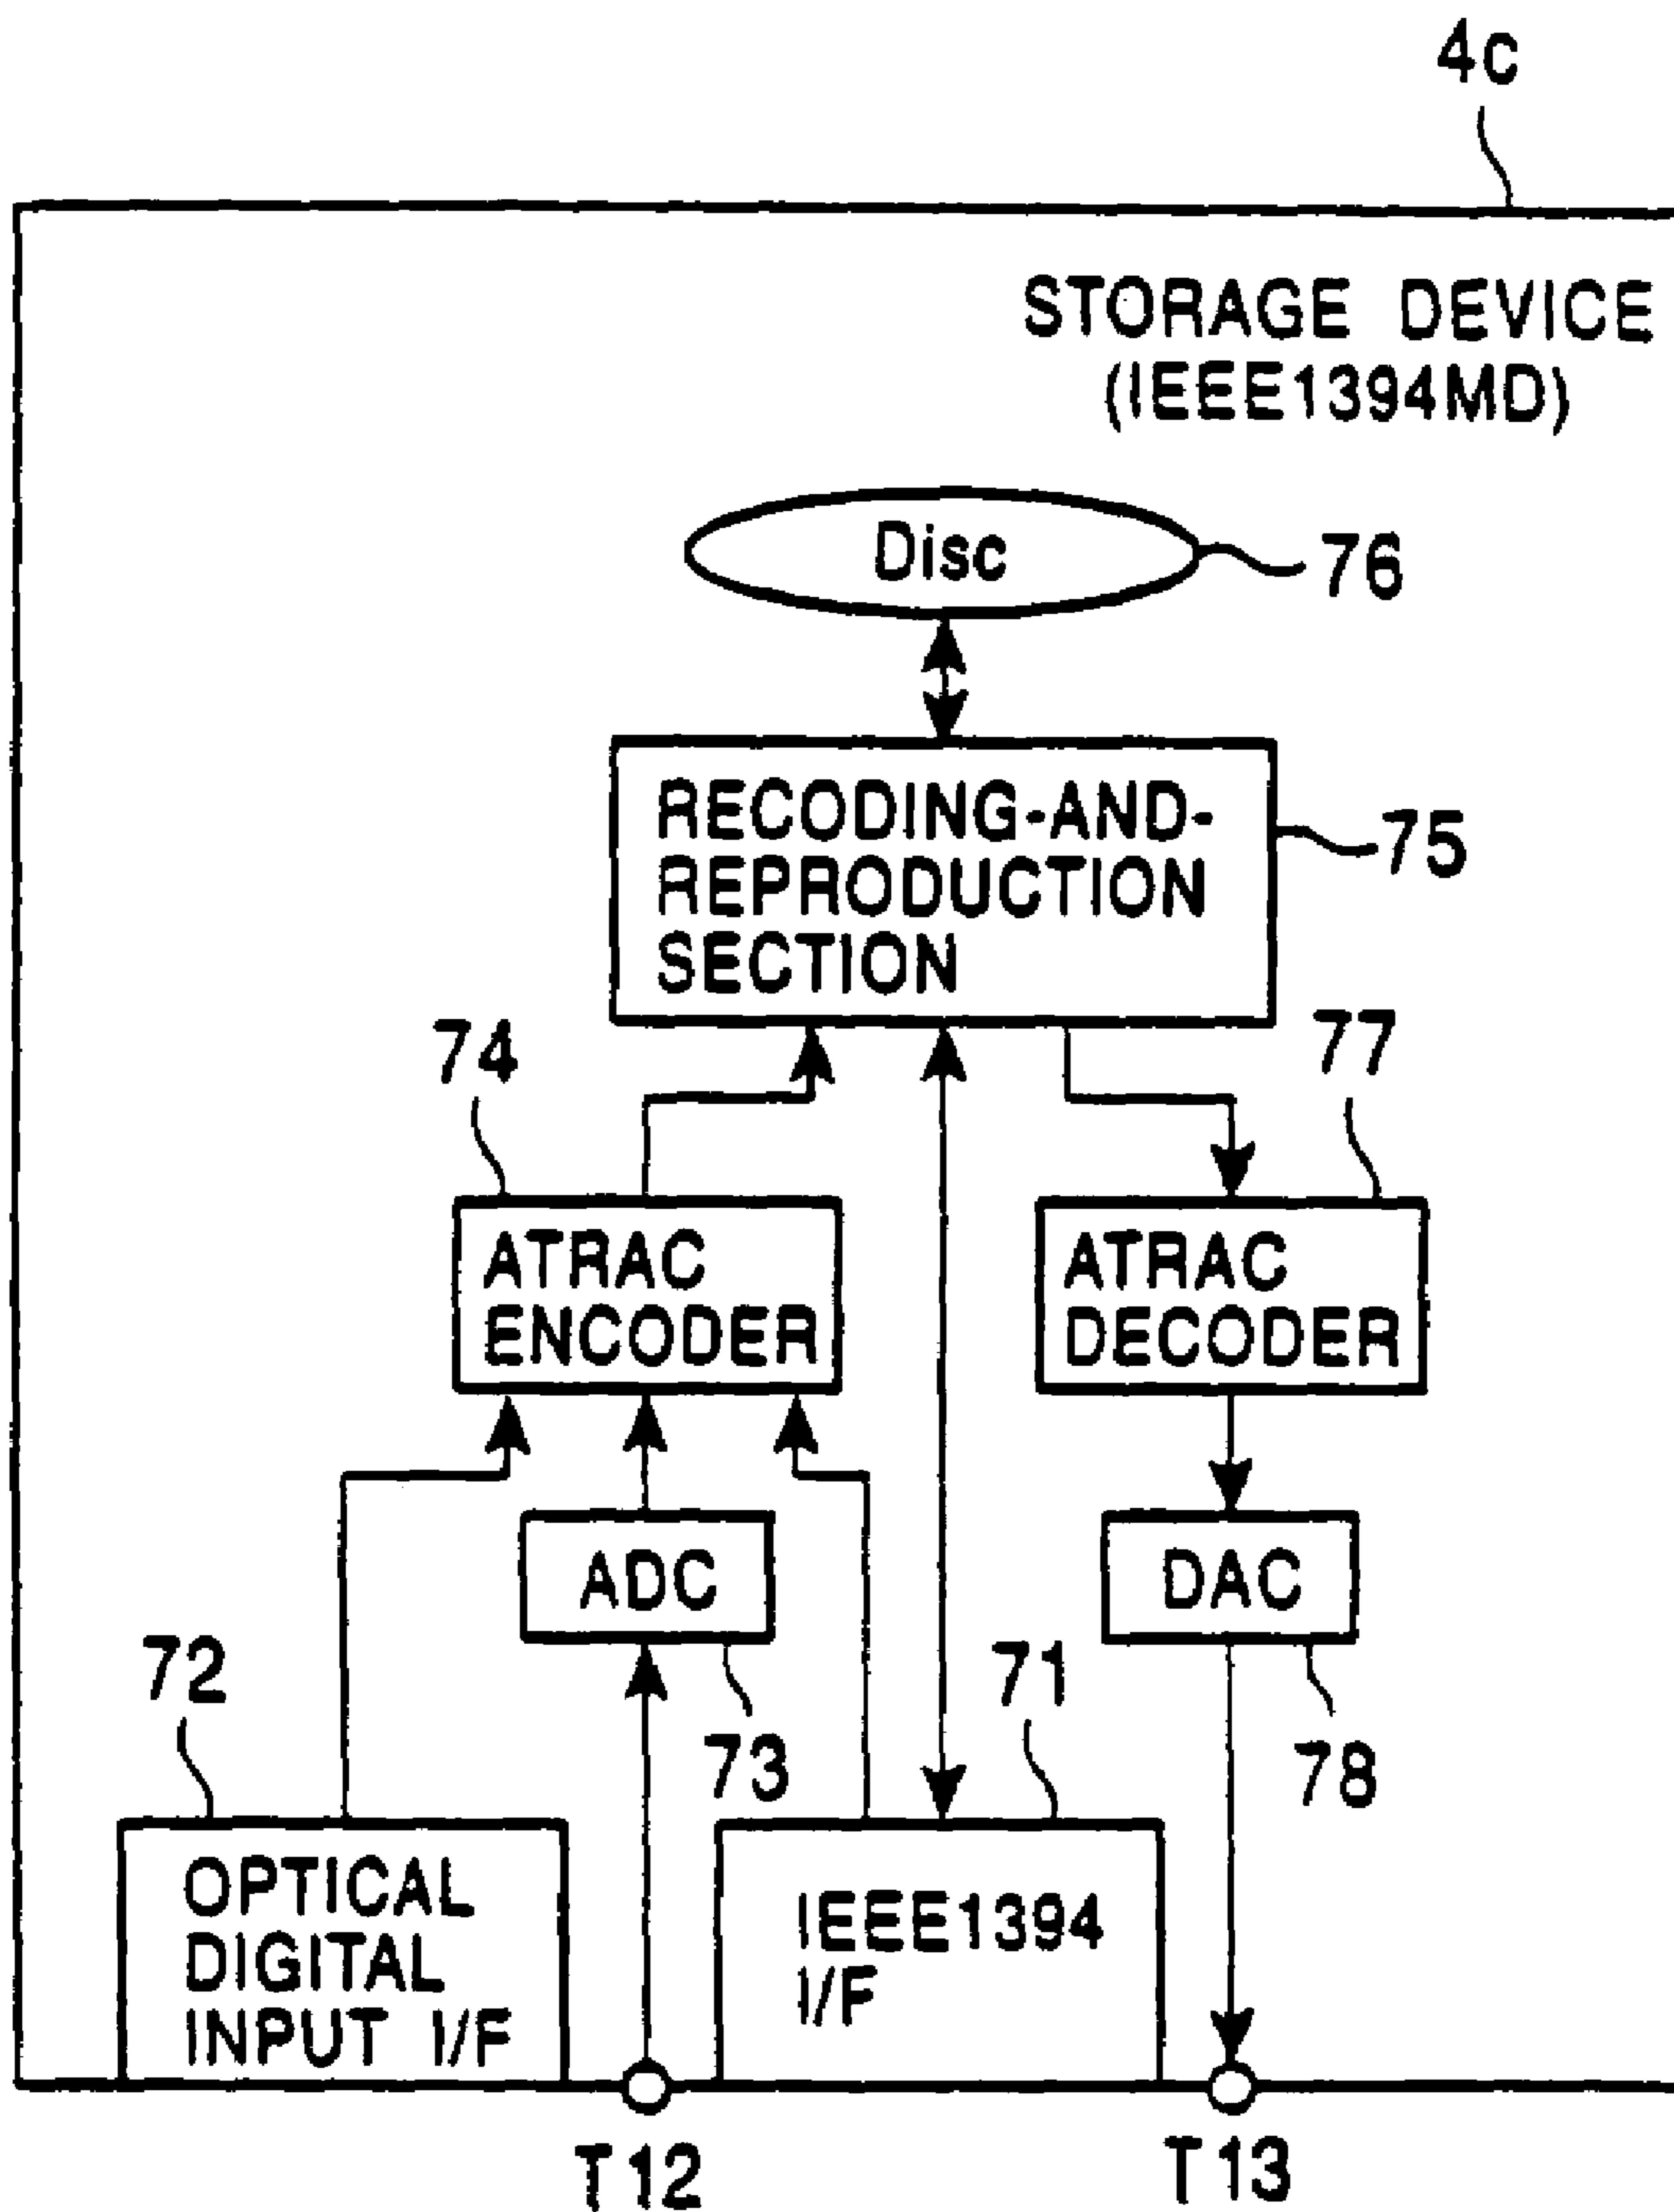 4c
STORAGE DEVICE
(IEEE1394MD)
Disc
76
RECODING-AND-
REPRODUCTION
SECTION
75
74
77
ATRAC
ENCODER
ATRAC
DECODER
ADC
DAC
72
73
71
78
OPTICAL
DIGITAL
INPUT I/F
IEEE1394
I/F
T12
T13